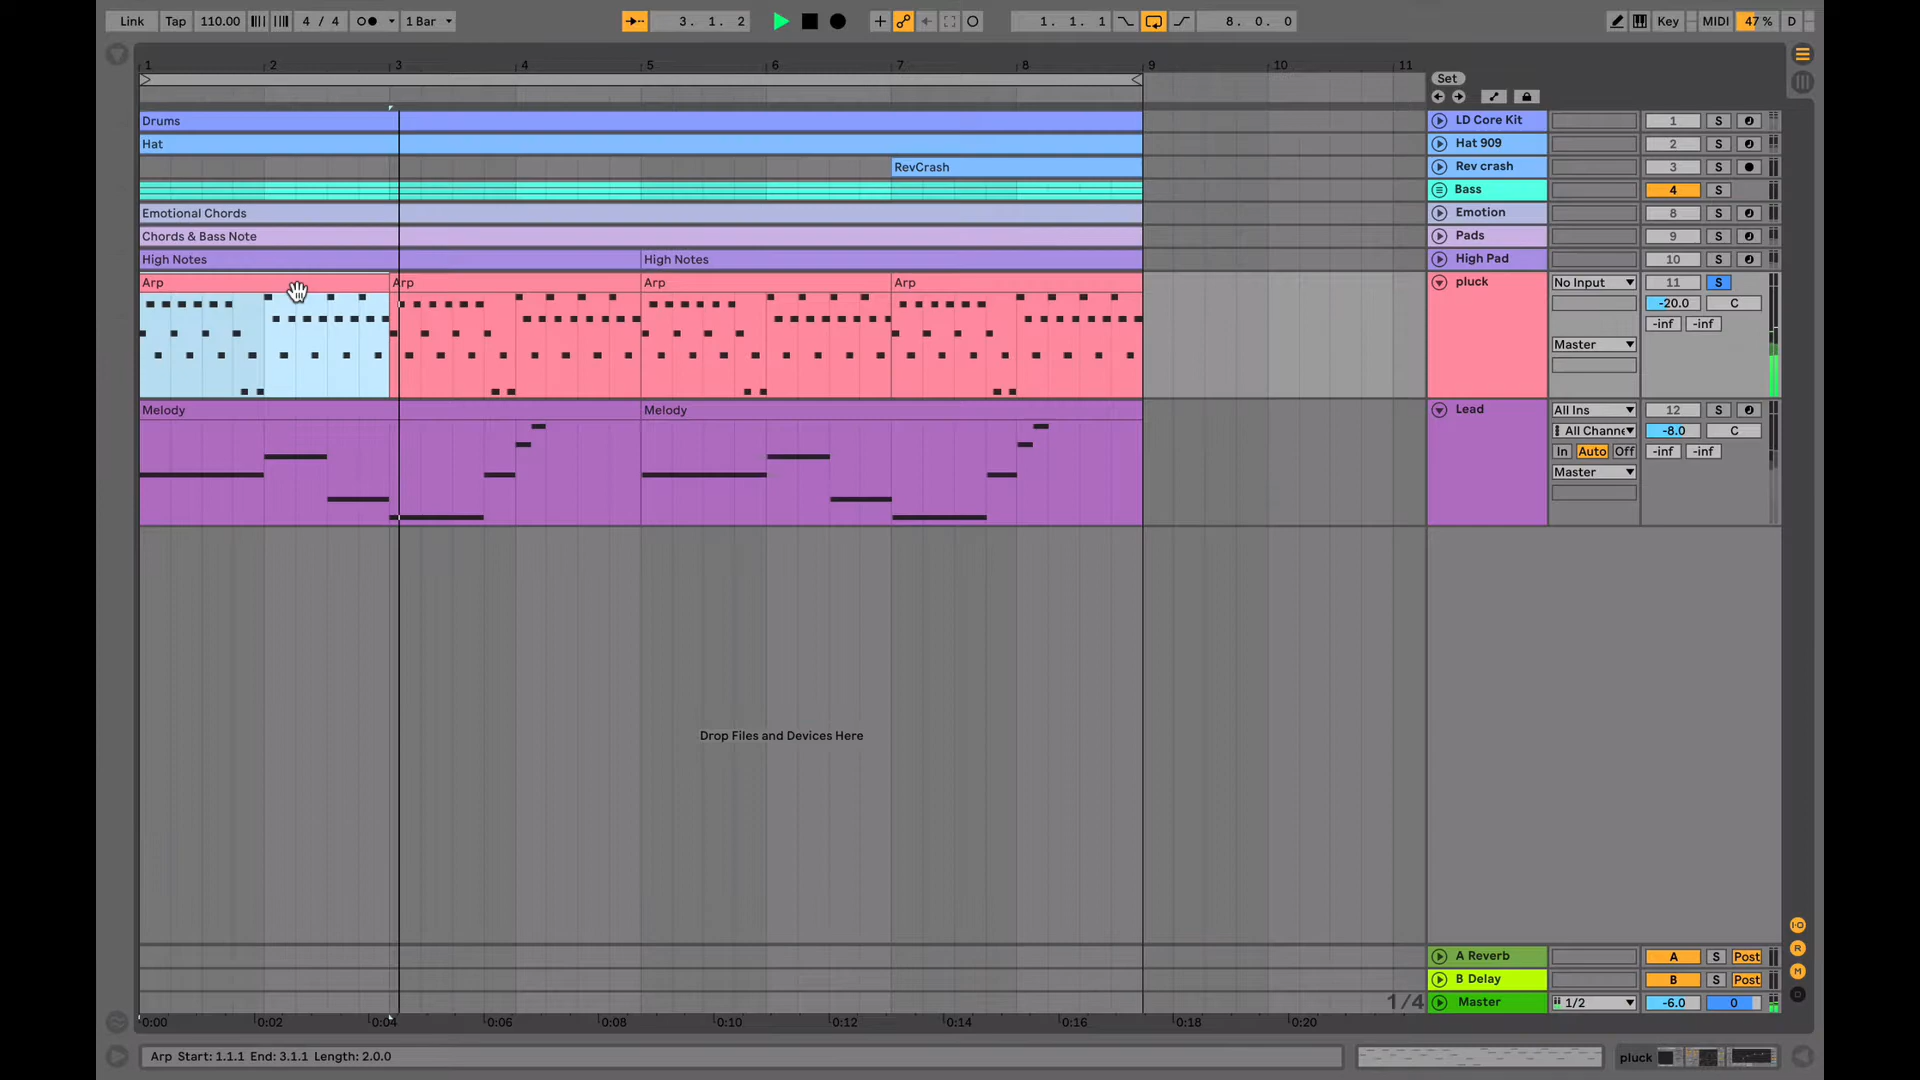 Link Tap 110.00 4 / 4 1 Bar 3. 1. 2 1. 1. 1 8. 0. 0 Key MIDI 47 % D
1 2 3 4 5 6 7 8 9 10 11
Set
Drums LD Core Kit 1 S
Hat Hat 909 2 S
RevCrash Rev crash 3 S
Bass 4 S
Emotional Chords Emotion 8 S
Chords & Bass Note Pads 9 S
High Notes High Notes High Pad 10 S
Arp Arp Arp Arp pluck No Input 11 S
-20.0 C
-inf -inf
Master
Melody Melody Lead All Ins 12 S
All Channe -8.0 C
In Auto Off -inf -inf
Master
Drop Files and Devices Here
I·O
R
M
D
A Reverb A S Post
B Delay B S Post
1/4 Master 1/2 -6.0 0
0:00 0:02 0:04 0:06 0:08 0:10 0:12 0:14 0:16 0:18 0:20
Arp Start: 1.1.1 End: 3.1.1 Length: 2.0.0 pluck